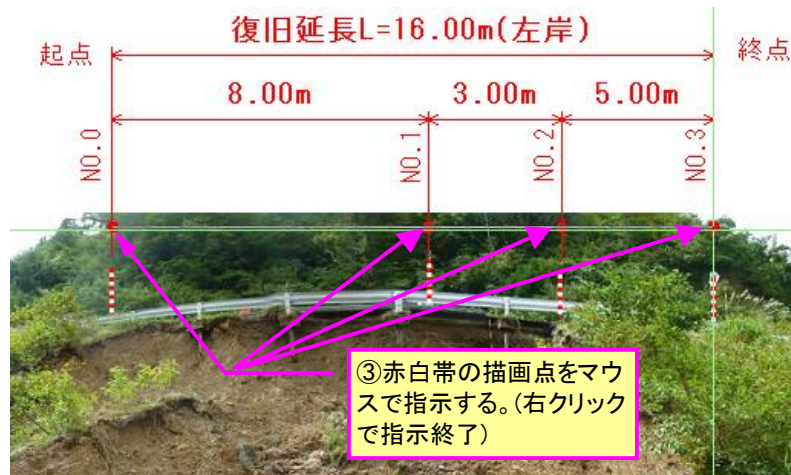 復旧延長L=16.00m(左岸)
起点
終点
8.00m
3.00m
5.00m
NO.0
NO.1
NO.2
NO.3
③赤白帯の描画点をマウ
スで指示する。(右クリック
で指示終了)